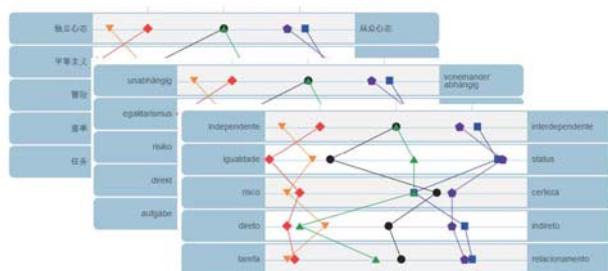 独立心态
从众心态
平等主义
冒险
直率
任务
unabhängig
voneinander
abhängig
egalitarismus
risiko
direkt
aufgabe
independente
interdependente
igualdade
status
risco
certeza
direto
indireto
tarefa
relacionamento